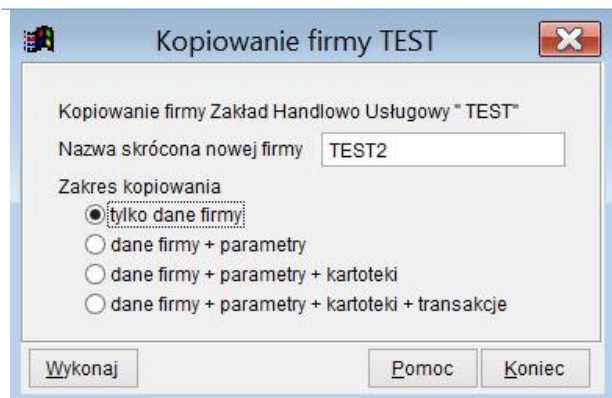 Kopiowanie firmy TEST
Kopiowanie firmy Zakład Handlowo Usługowy " TEST"
Nazwa skrócona nowej firmy TEST2
Zakres kopiowania
tylko dane firmy
dane firmy + parametry
dane firmy + parametry + kartoteki
dane firmy + parametry + kartoteki + transakcje
Wykonaj Pomoc Koniec